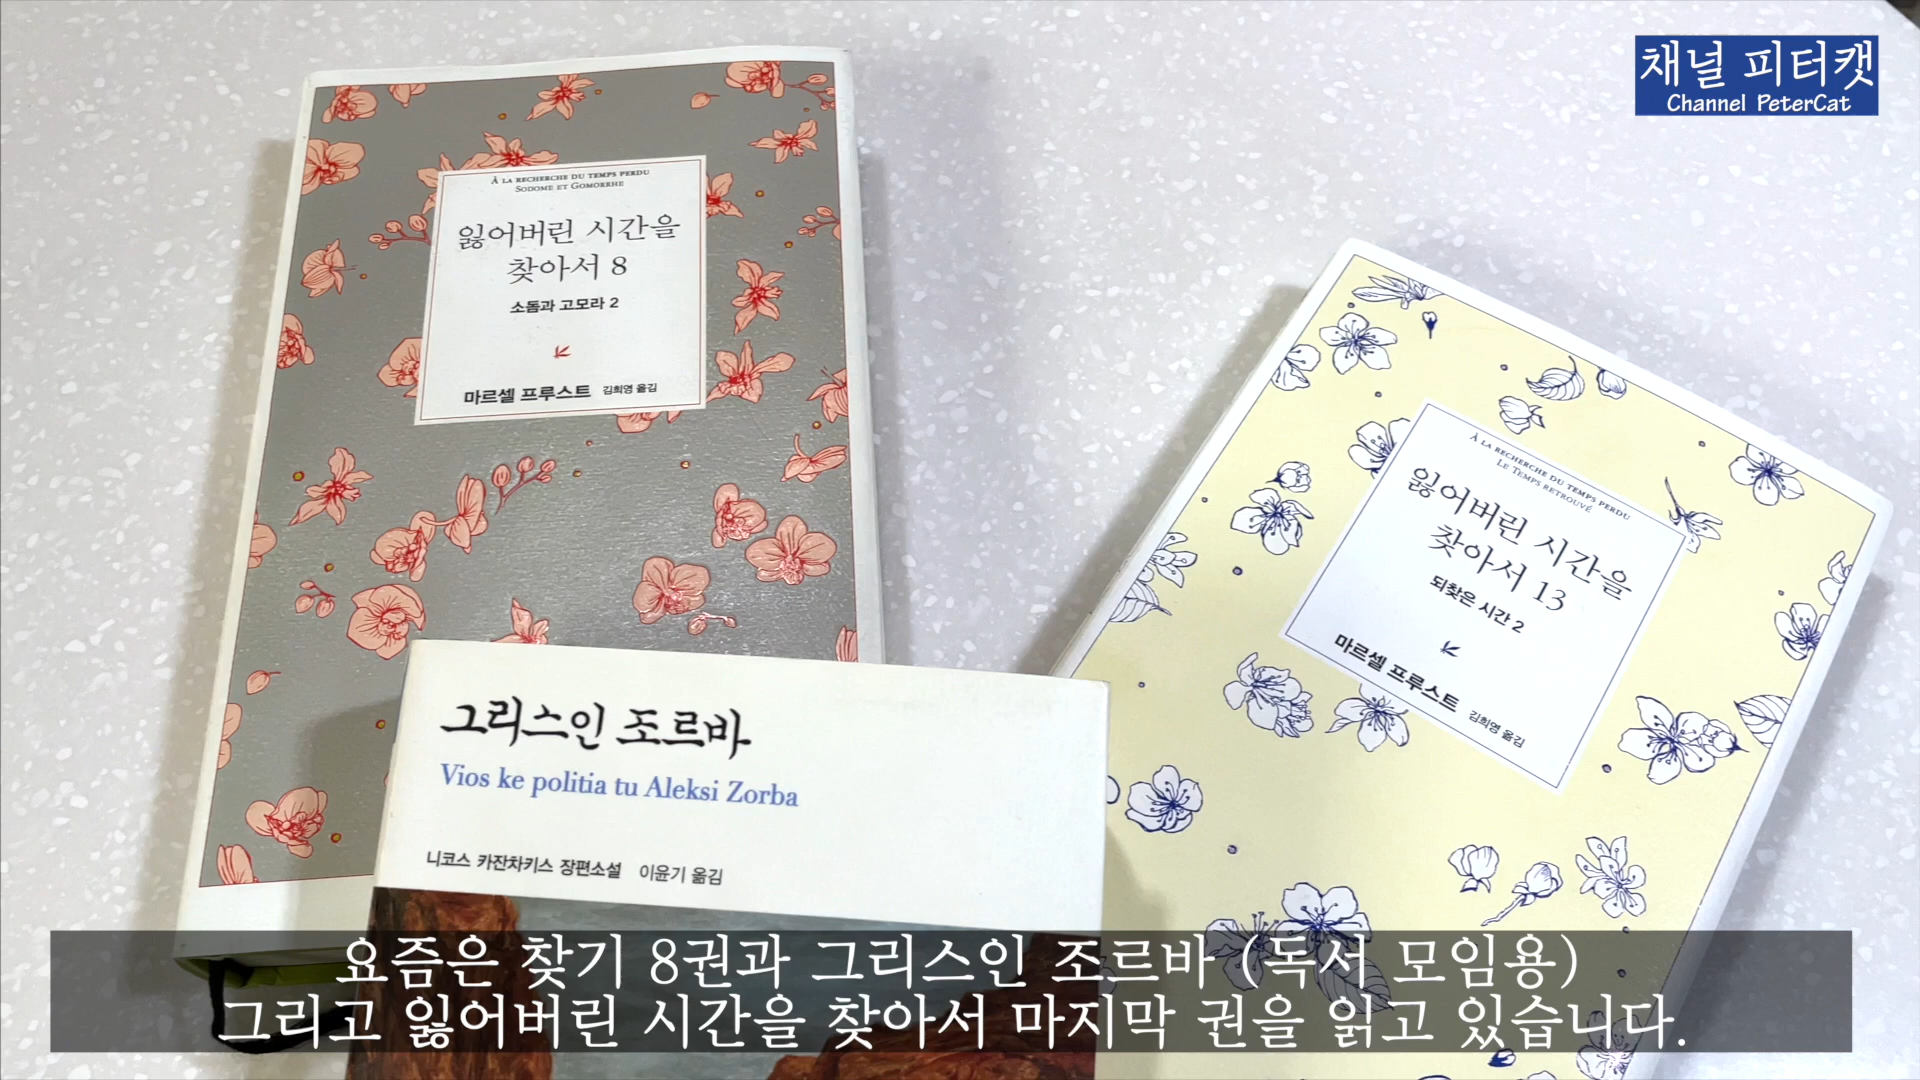 채널 피터캣
Channel PeterCat
À LA RECHERCHE DU TEMPS PERDU
SODOME ET GOMORRHE
잃어버린 시간을
찾아서 8
소돔과 고모라 2
마르셀 프루스트 김희영 옮김
À LA RECHERCHE DU TEMPS PERDU
LE TEMPS RETROUVÉ
잃어버린 시간을
찾아서 13
되찾은 시간 2
마르셀 프루스트 김희영 옮김
그리스인 조르바
Vios ke politia tu Aleksi Zorba
니코스 카잔차키스 장편소설 이윤기 옮김
요즘은 찾기 8권과 그리스인 조르바 (독서 모임용)
그리고 잃어버린 시간을 찾아서 마지막 권을 읽고 있습니다.